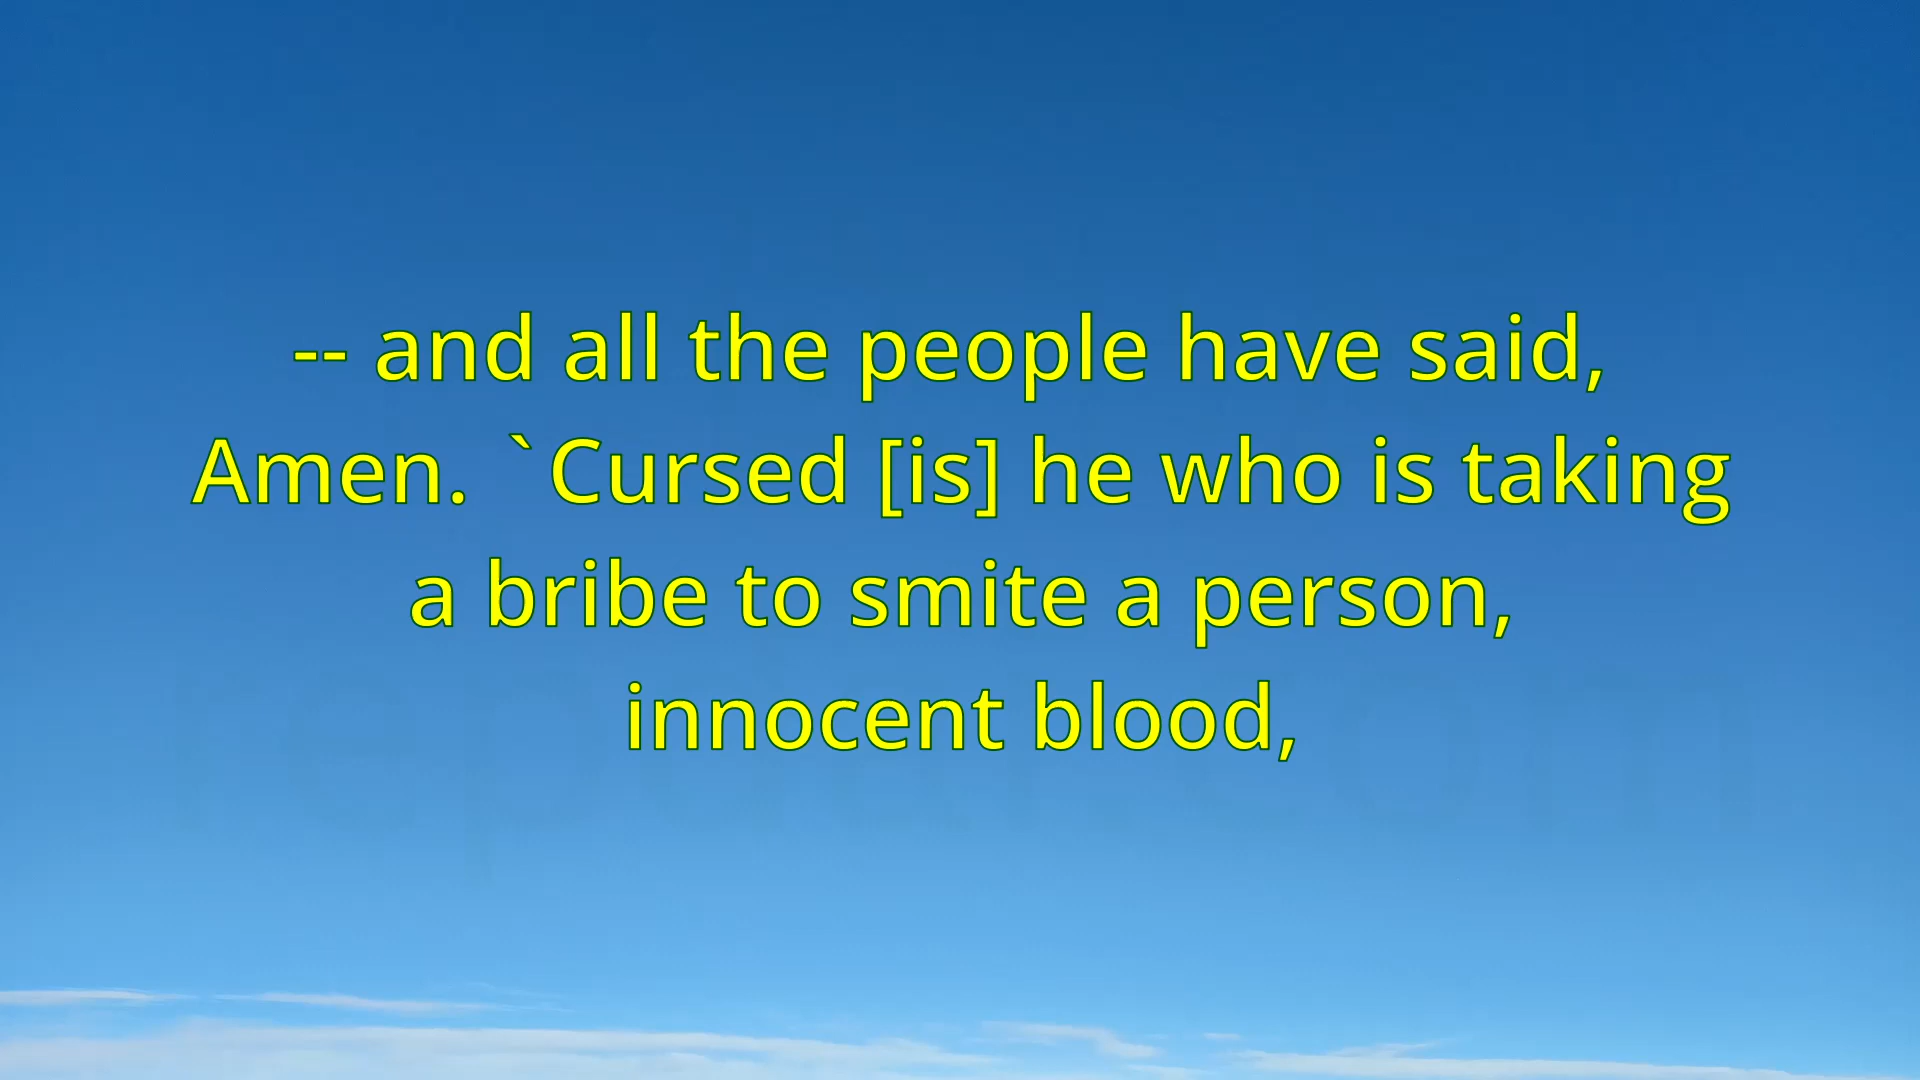 -- and all the people have said,
Amen. `Cursed [is] he who is taking
a bribe to smite a person,
innocent blood,